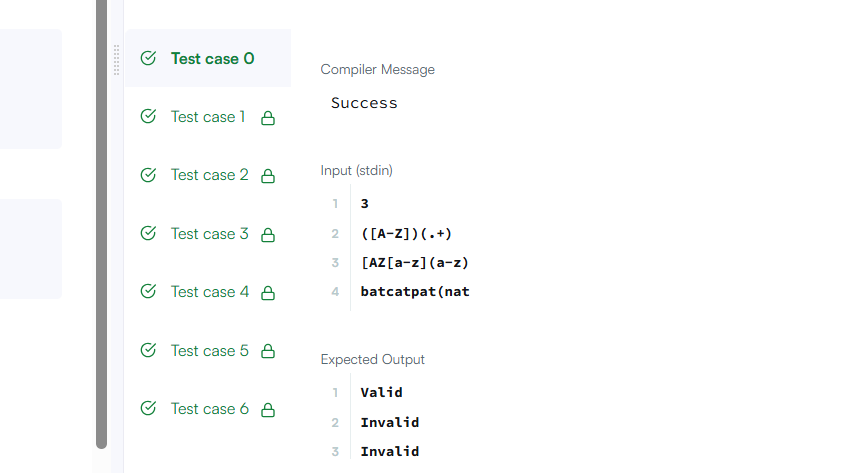 Test case 0
Test case 1
Test case 2
Test case 3
Test case 4
Test case 5
Test case 6
Compiler Message
Success
Input (stdin)
1 3
2 ([A-Z])(.+)
3 [AZ[a-z](a-z)
4 batcatpat(nat
Expected Output
1 Valid
2 Invalid
3 Invalid